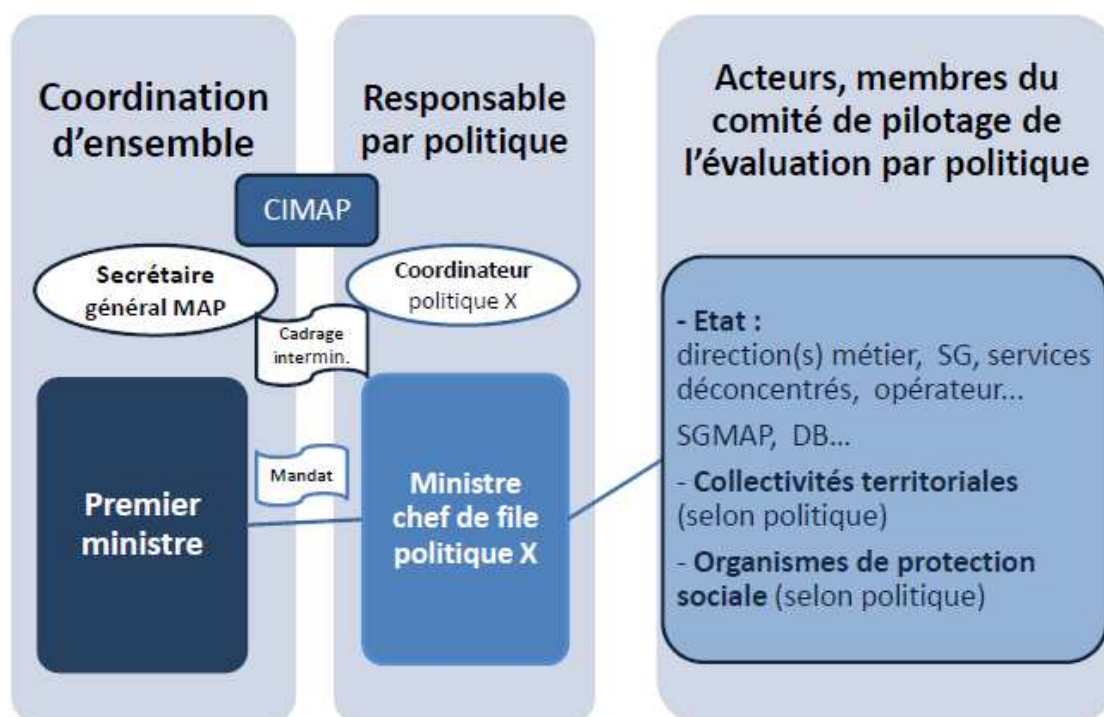 Coordination
d'ensemble
Responsable
par politique
Acteurs, membres du
comité de pilotage de
l'évaluation par politique
CIMAP
Secrétaire
général MAP
Coordinateur
politique X
Cadrage
intermin.
Mandat
Premier
ministre
Ministre
chef de file
politique X
- Etat :
direction(s) métier, SG, services
déconcentrés, opérateur...
SGMAP, DB...
- Collectivités territoriales
(selon politique)
- Organismes de protection
sociale (selon politique)